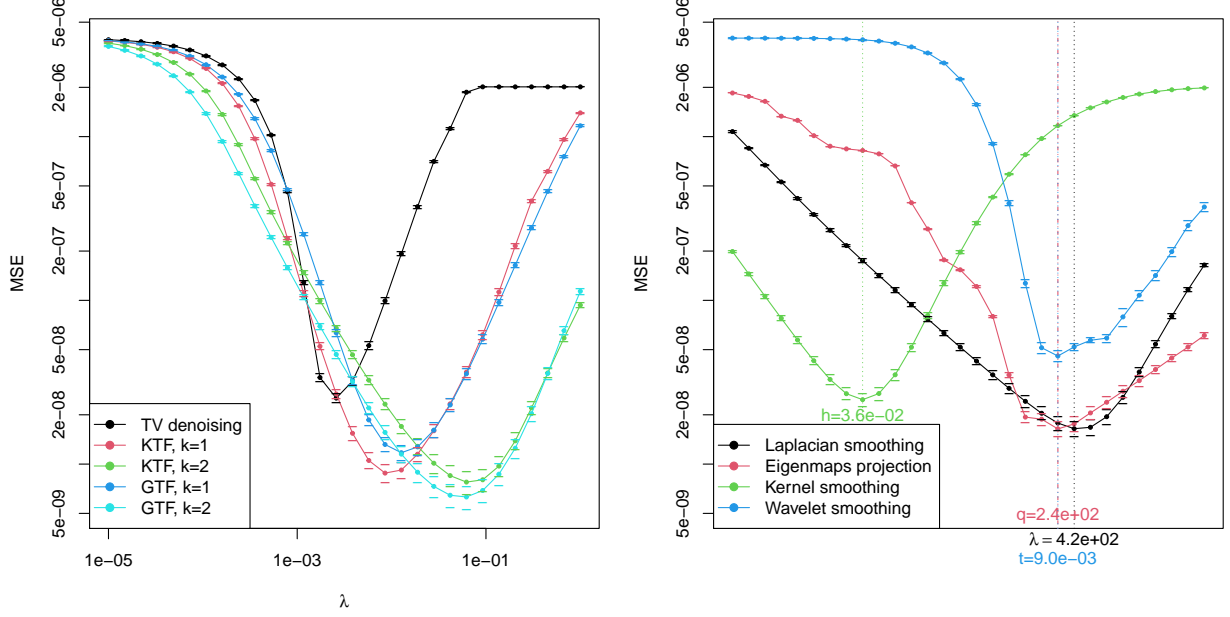 MSE
5e−06
2e−06
5e−07
2e−07
5e−08
2e−08
5e−09
TV denoising
KTF, k=1
KTF, k=2
GTF, k=1
GTF, k=2
1e−05
1e−03
1e−01
λ
MSE
5e−06
2e−06
5e−07
2e−07
5e−08
2e−08
5e−09
h=3.6e−02
Laplacian smoothing
Eigenmaps projection
Kernel smoothing
Wavelet smoothing
q=2.4e+02
λ = 4.2e+02
t=9.0e−03